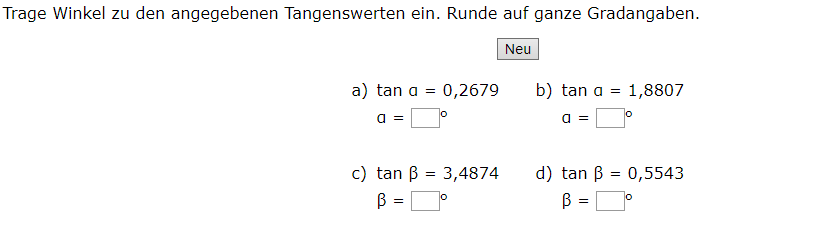 Trage Winkel zu den angegebenen Tangenswerten ein. Runde auf ganze Gradangaben.
Neu
a) tan α = 0,2679 b) tan α = 1,8807
α = ° α = °
c) tan β = 3,4874 d) tan β = 0,5543
β = ° β = °